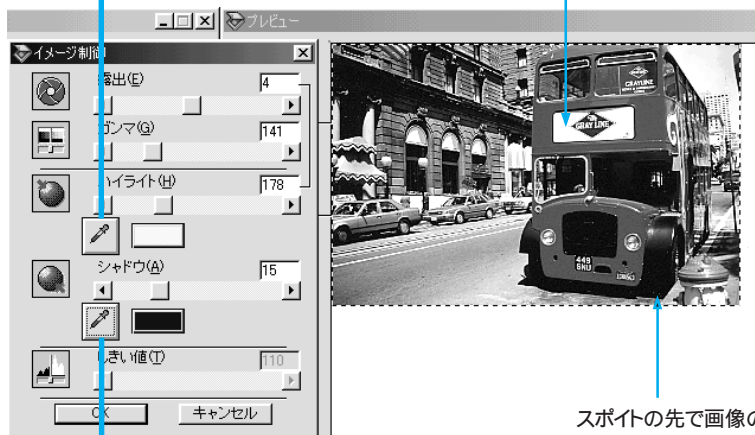 プレビュー
イメージ制御
露出(E)
4
ガンマ(G)
141
ハイライト(H)
178
シャドウ(A)
15
しきい値(T)
110
OK
キャンセル
GRAYLINE
GRAY LINE
449
SKU
スポイトの先で画像の